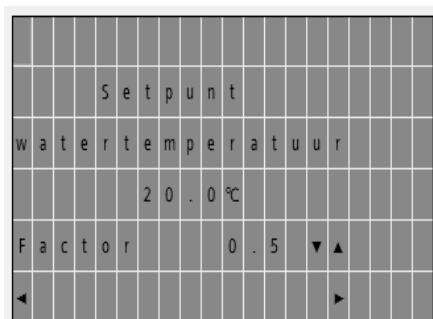 Setpunt
watertemperatuur
20.0℃
Factor 0.5 ▼▲
◄ ►